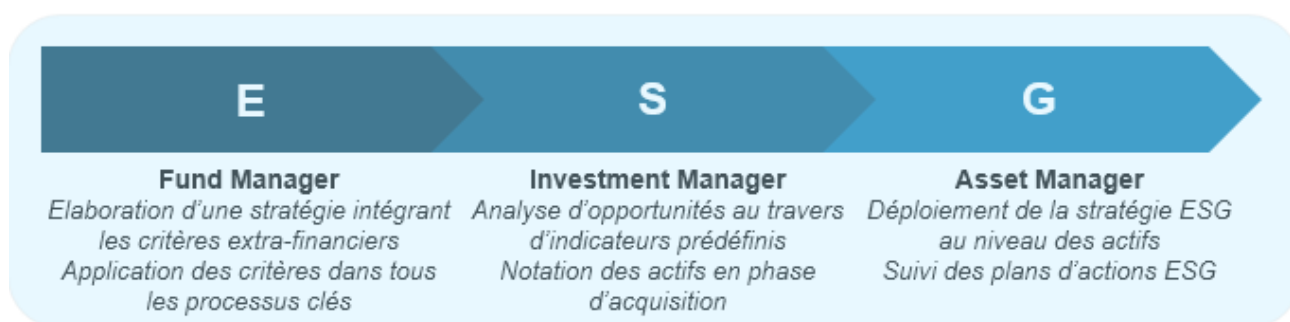 E
S
G
Fund Manager
Elaboration d'une stratégie intégrant
les critères extra-financiers
Application des critères dans tous
les processus clés
Investment Manager
Analyse d'opportunités au travers
d'indicateurs prédéfinis
Notation des actifs en phase
d'acquisition
Asset Manager
Déploiement de la stratégie ESG
au niveau des actifs
Suivi des plans d'actions ESG